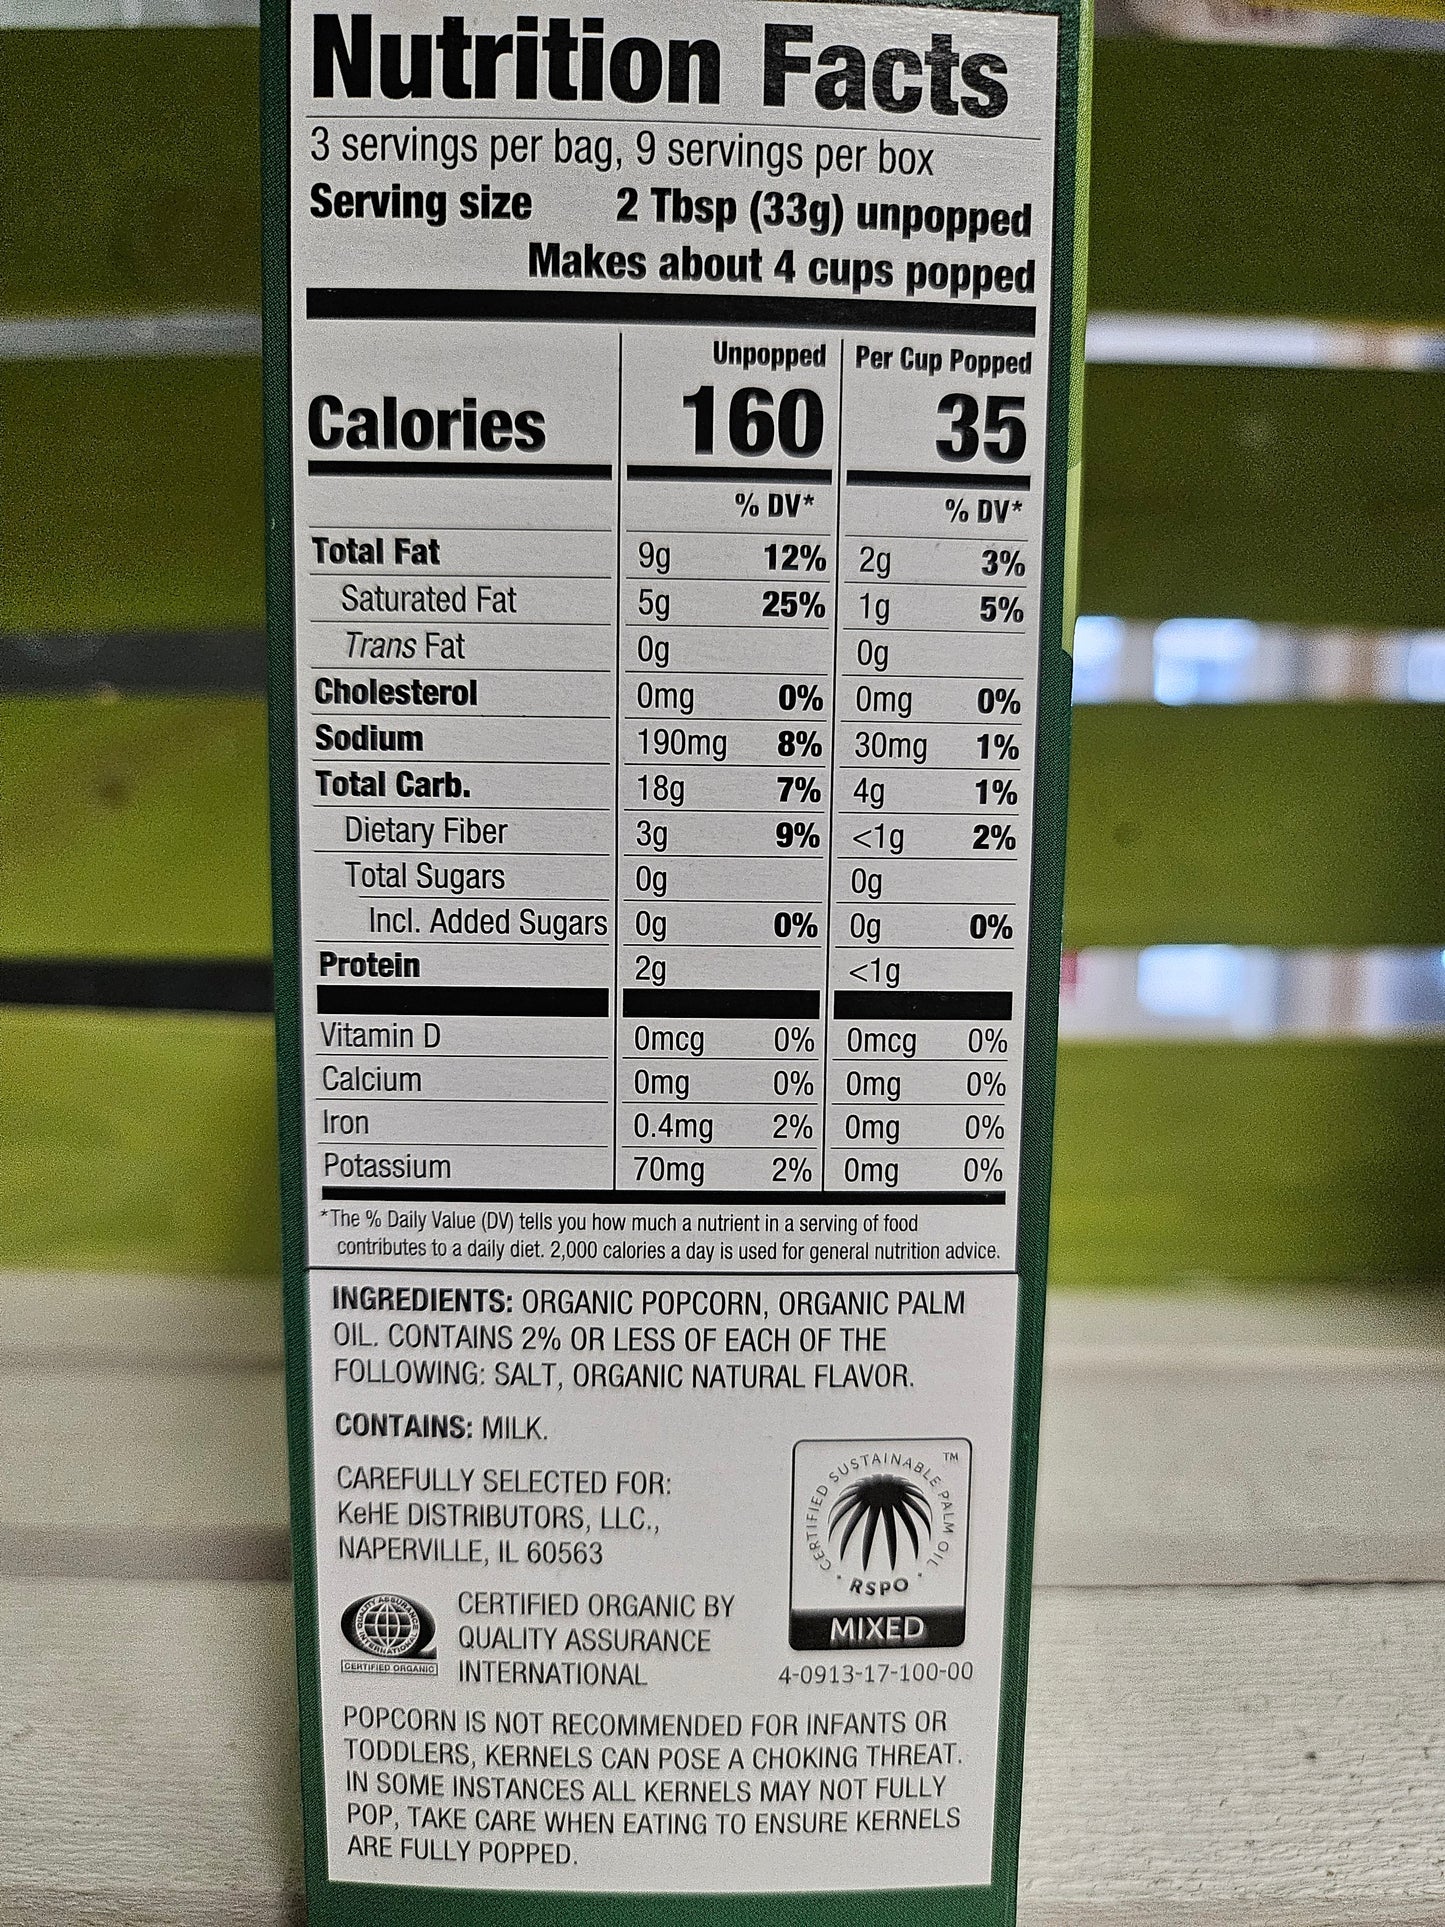 Nutrition Facts
3 servings per bag, 9 servings per box
Serving size 2 Tbsp (33g) unpopped
Makes about 4 cups popped
Unpopped Per Cup Popped
Calories 160 35
% DV* % DV*
Total Fat 9g 12% 2g 3%
Saturated Fat 5g 25% 1g 5%
Trans Fat 0g 0g
Cholesterol 0mg 0% 0mg 0%
Sodium 190mg 8% 30mg 1%
Total Carb. 18g 7% 4g 1%
Dietary Fiber 3g 9% <1g 2%
Total Sugars 0g 0g
Incl. Added Sugars 0g 0% 0g 0%
Protein 2g <1g
Vitamin D 0mcg 0% 0mcg 0%
Calcium 0mg 0% 0mg 0%
Iron 0.4mg 2% 0mg 0%
Potassium 70mg 2% 0mg 0%
*The % Daily Value (DV) tells you how much a nutrient in a serving of food
contributes to a daily diet. 2,000 calories a day is used for general nutrition advice.
INGREDIENTS: ORGANIC POPCORN, ORGANIC PALM
OIL. CONTAINS 2% OR LESS OF EACH OF THE
FOLLOWING: SALT, ORGANIC NATURAL FLAVOR.
CONTAINS: MILK.
CAREFULLY SELECTED FOR:
KeHE DISTRIBUTORS, LLC.,
NAPERVILLE, IL 60563
CERTIFIED SUSTAINABLE PALM OIL TM
RSPO
MIXED
4-0913-17-100-00
QUALITY ASSURANCE INTERNATIONAL
CERTIFIED ORGANIC
CERTIFIED ORGANIC BY
QUALITY ASSURANCE
INTERNATIONAL
POPCORN IS NOT RECOMMENDED FOR INFANTS OR
TODDLERS, KERNELS CAN POSE A CHOKING THREAT.
IN SOME INSTANCES ALL KERNELS MAY NOT FULLY
POP, TAKE CARE WHEN EATING TO ENSURE KERNELS
ARE FULLY POPPED.